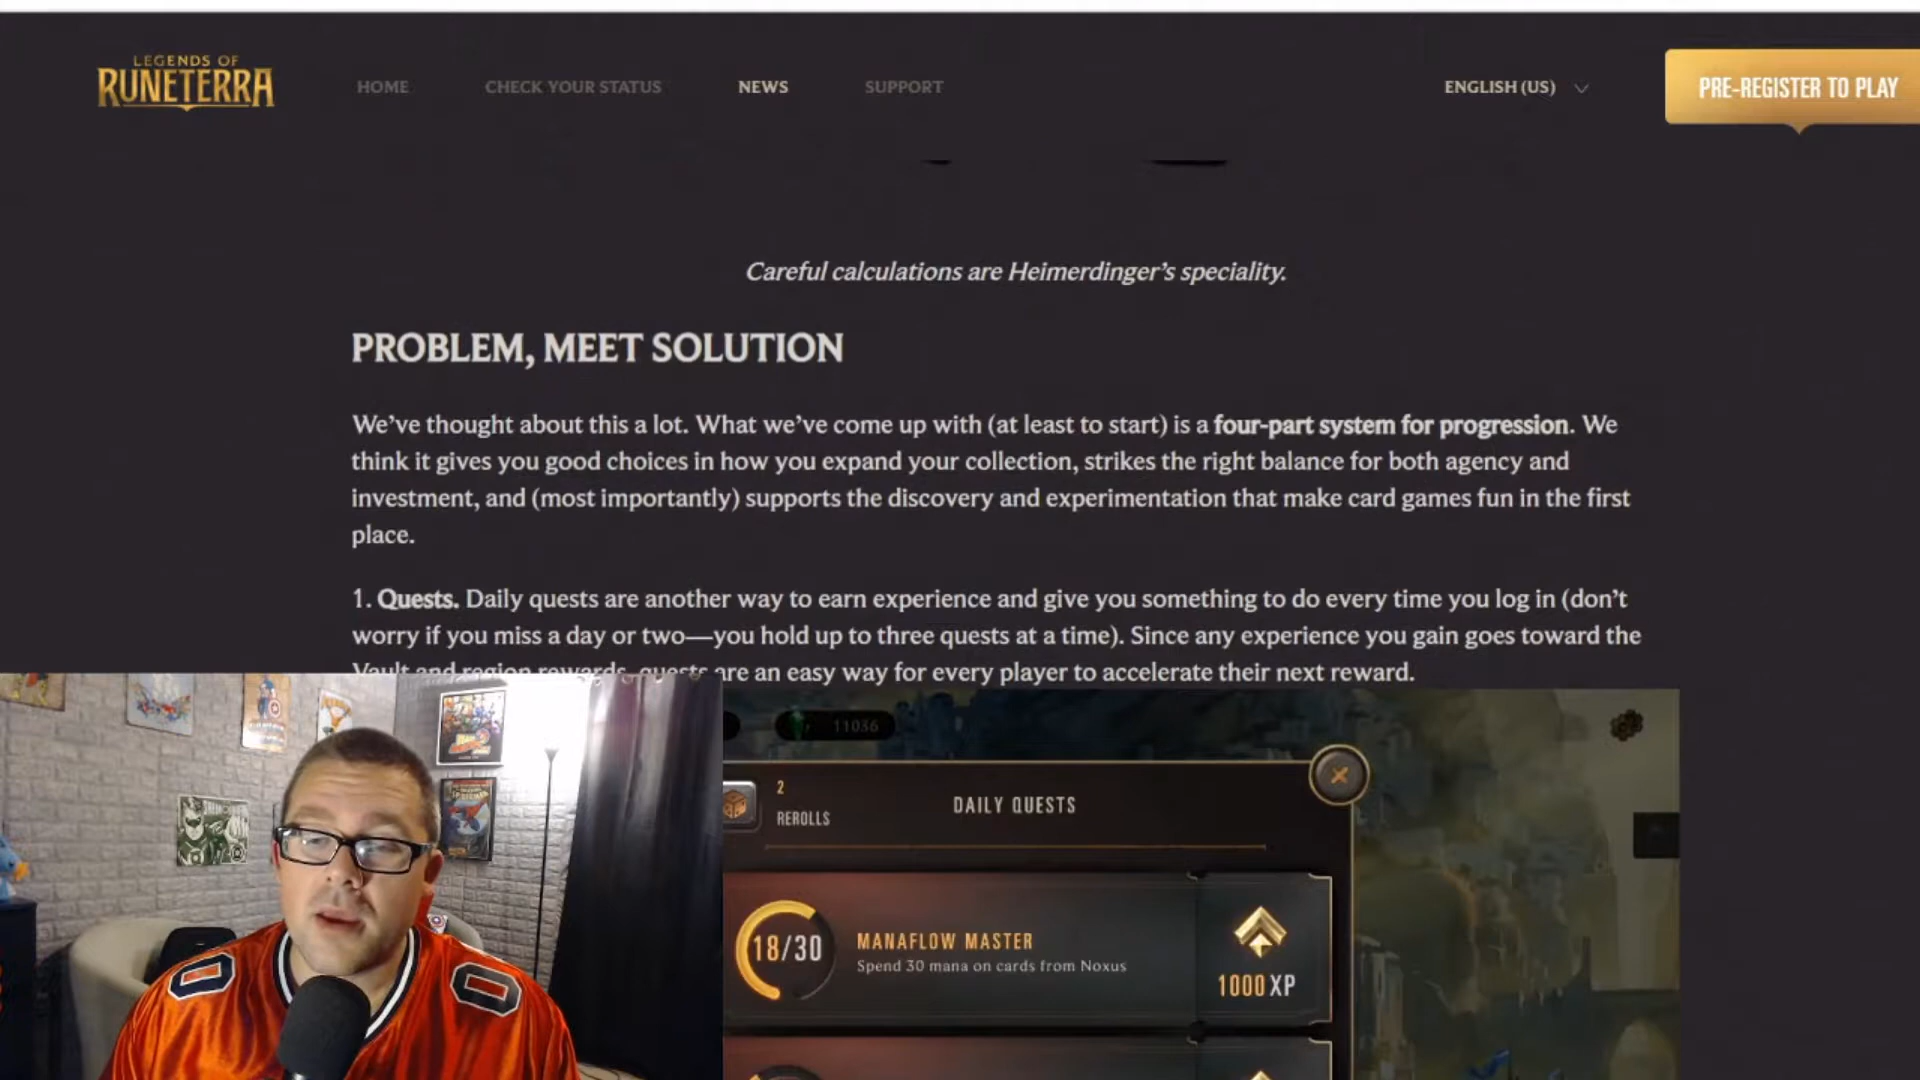 LEGENDS OF
RUNETERRA
HOME
CHECK YOUR STATUS
NEWS
SUPPORT
ENGLISH (US)
PRE-REGISTER TO PLAY
Careful calculations are Heimerdinger’s speciality.
PROBLEM, MEET SOLUTION
We’ve thought about this a lot. What we’ve come up with (at least to start) is a four-part system for progression. We
think it gives you good choices in how you expand your collection, strikes the right balance for both agency and
investment, and (most importantly) supports the discovery and experimentation that make card games fun in the first
place.
1. Quests. Daily quests are another way to earn experience and give you something to do every time you log in (don’t
worry if you miss a day or two—you hold up to three quests at a time). Since any experience you gain goes toward the
Vault and region rewards, quests are an easy way for every player to accelerate their next reward.
11036
2
REROLLS
DAILY QUESTS
18/30
MANAFLOW MASTER
Spend 30 mana on cards from Noxus
1000 XP
0 0